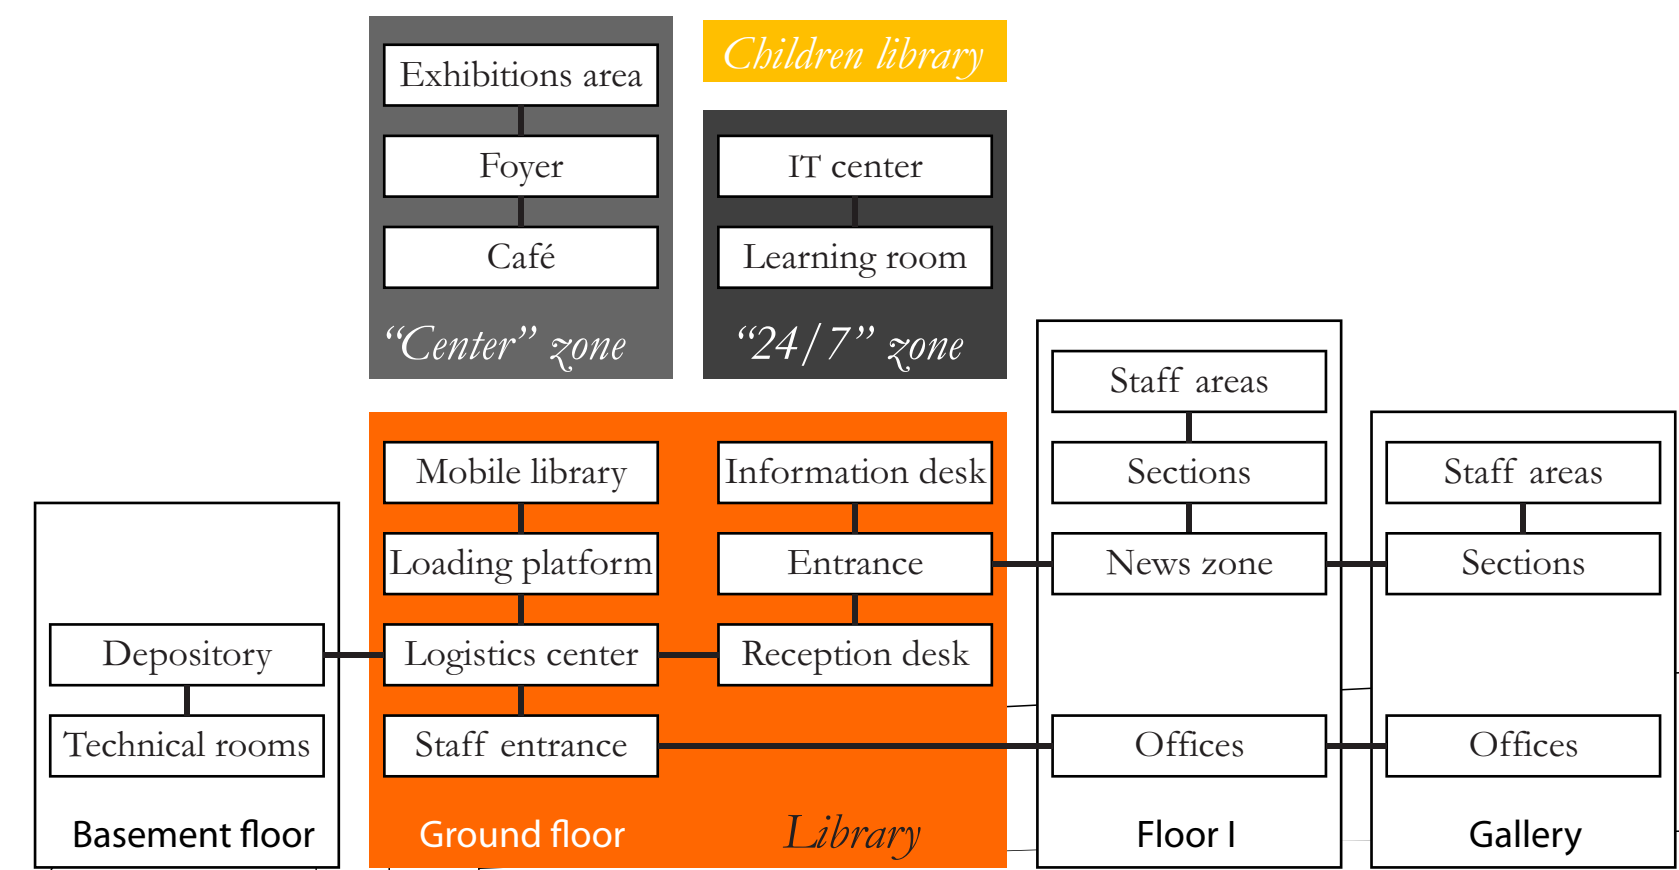 Exhibitions area
Foyer
Café
“Center” zone
Children library
IT center
Learning room
“24/7” zone
Depository
Technical rooms
Basement floor
Mobile library
Loading platform
Logistics center
Staff entrance
Ground floor
Information desk
Entrance
Reception desk
Library
Staff areas
Sections
News zone
Offices
Floor I
Staff areas
Sections
Offices
Gallery